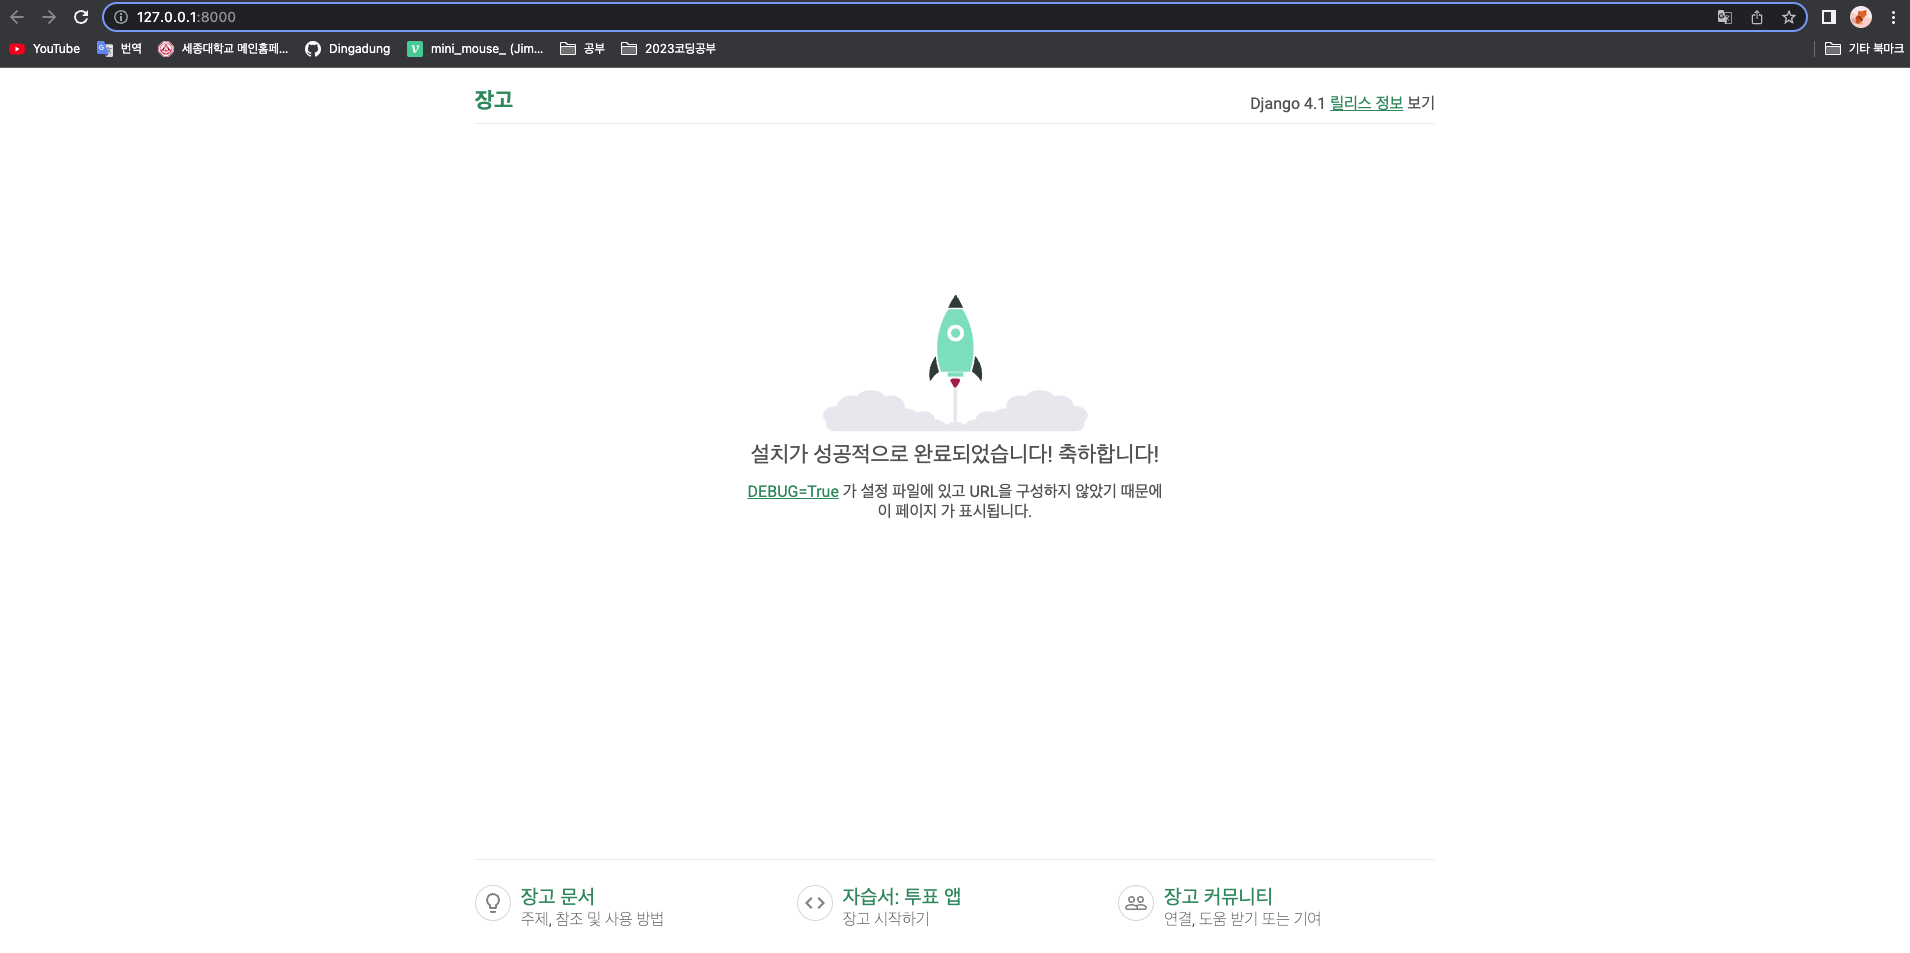 127.0.0.1:8000
YouTube 번역 세종대학교 메인홈페... Dingadung mini_mouse_ (Jim... 공부 2023코딩공부 기타 북마크
장고 Django 4.1 릴리스 정보 보기
설치가 성공적으로 완료되었습니다! 축하합니다!
DEBUG=True 가 설정 파일에 있고 URL을 구성하지 않았기 때문에
이 페이지 가 표시됩니다.
장고 문서
주제, 참조 및 사용 방법
자습서: 투표 앱
장고 시작하기
장고 커뮤니티
연결, 도움 받기 또는 기여